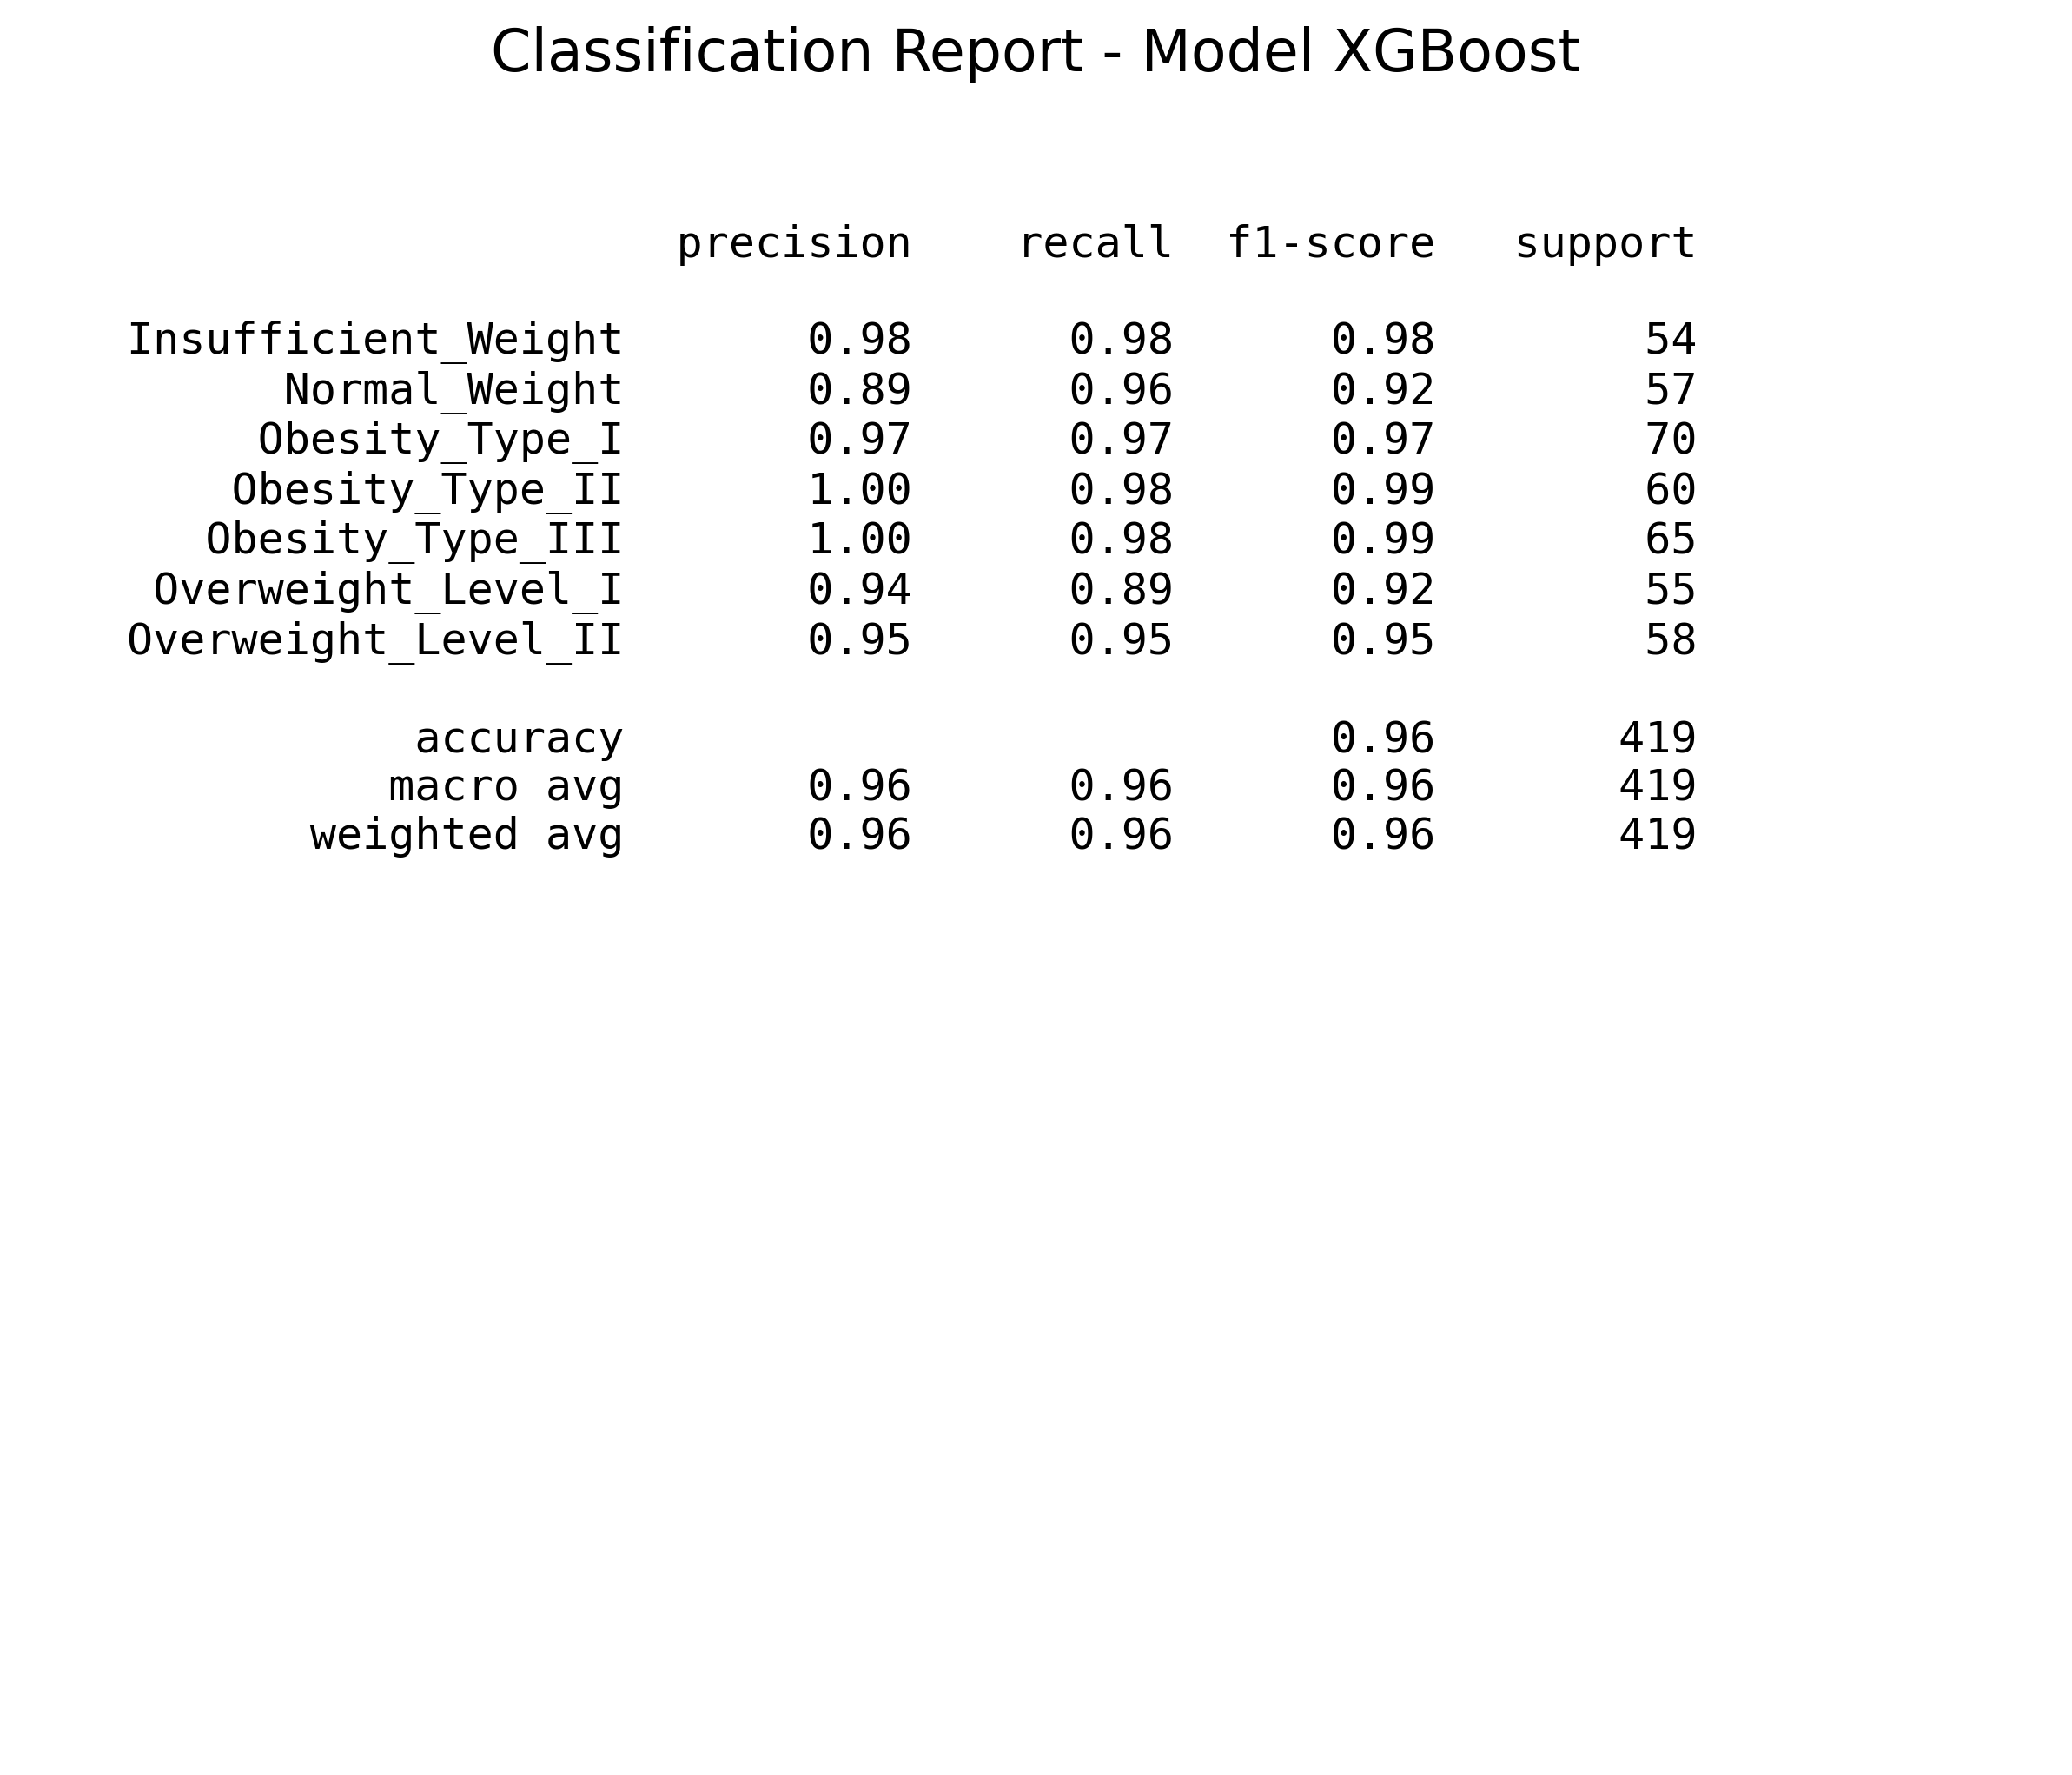 Classification Report - Model XGBoost
precision recall f1-score support
Insufficient_Weight 0.98 0.98 0.98 54
Normal_Weight 0.89 0.96 0.92 57
Obesity_Type_I 0.97 0.97 0.97 70
Obesity_Type_II 1.00 0.98 0.99 60
Obesity_Type_III 1.00 0.98 0.99 65
Overweight_Level_I 0.94 0.89 0.92 55
Overweight_Level_II 0.95 0.95 0.95 58
accuracy 0.96 419
macro avg 0.96 0.96 0.96 419
weighted avg 0.96 0.96 0.96 419